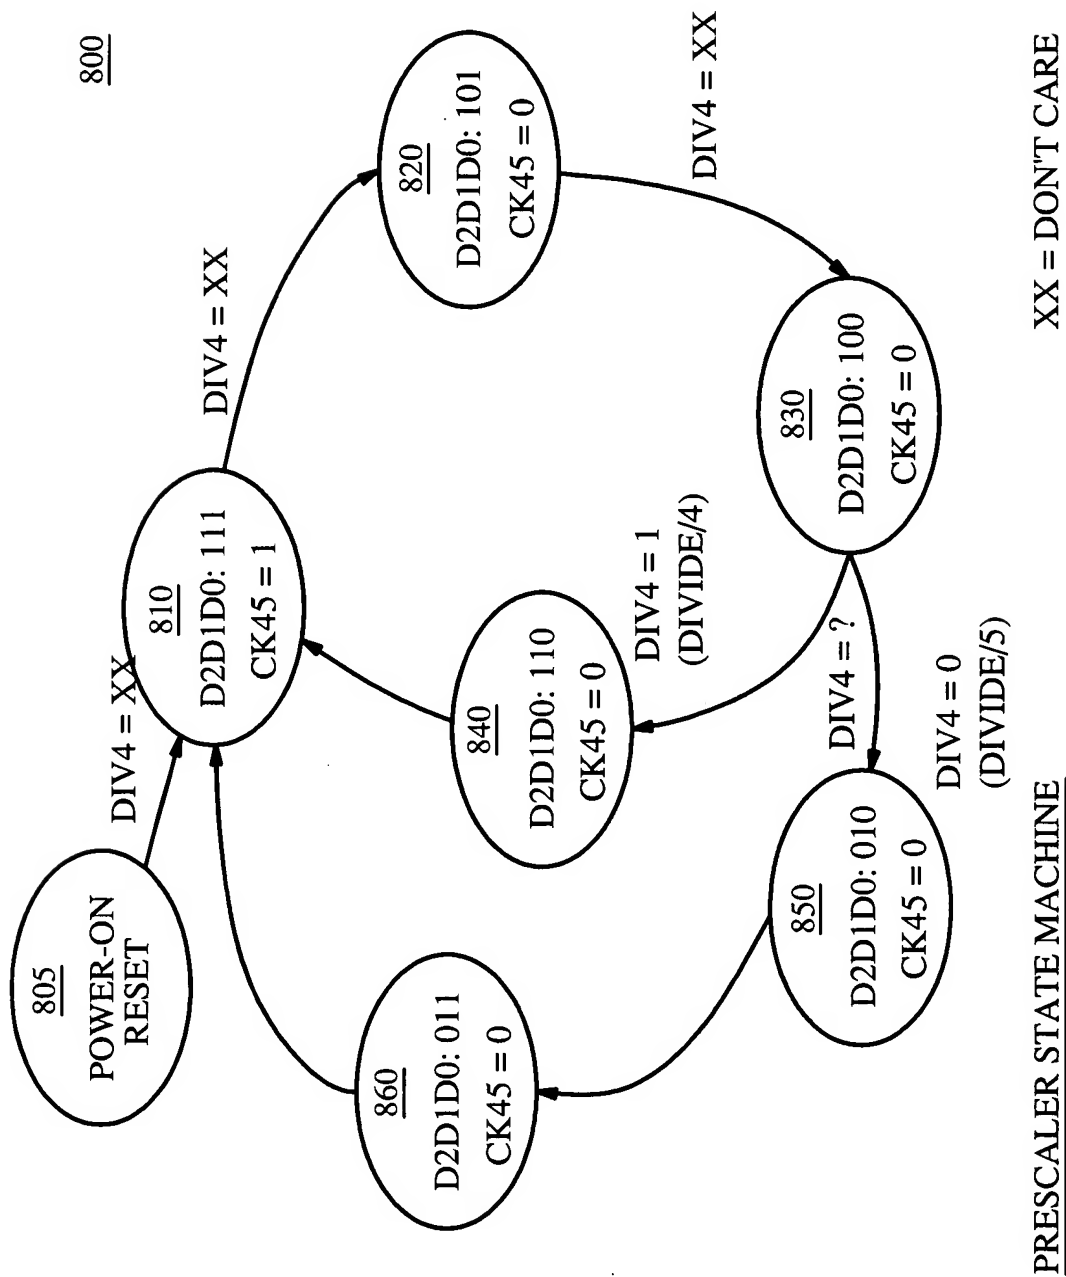 800
805
POWER-ON
RESET
DIV4 = XX
810
D2D1D0: 111
CK45 = 1
DIV4 = XX
820
D2D1D0: 101
CK45 = 0
DIV4 = XX
860
D2D1D0: 011
CK45 = 0
840
D2D1D0: 110
CK45 = 0
DIV4 = 1
(DIVIDE/4)
830
D2D1D0: 100
CK45 = 0
850
D2D1D0: 010
CK45 = 0
DIV4 = ?
DIV4 = 0
(DIVIDE/5)
PRESCALER STATE MACHINE
XX = DON'T CARE